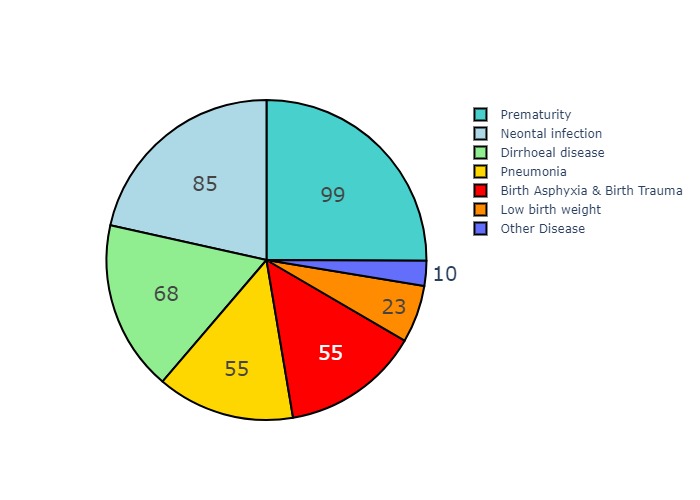 85
99
68
55
55
23
10
Prematurity
Neontal infection
Dirrhoeal disease
Pneumonia
Birth Asphyxia & Birth Trauma
Low birth weight
Other Disease